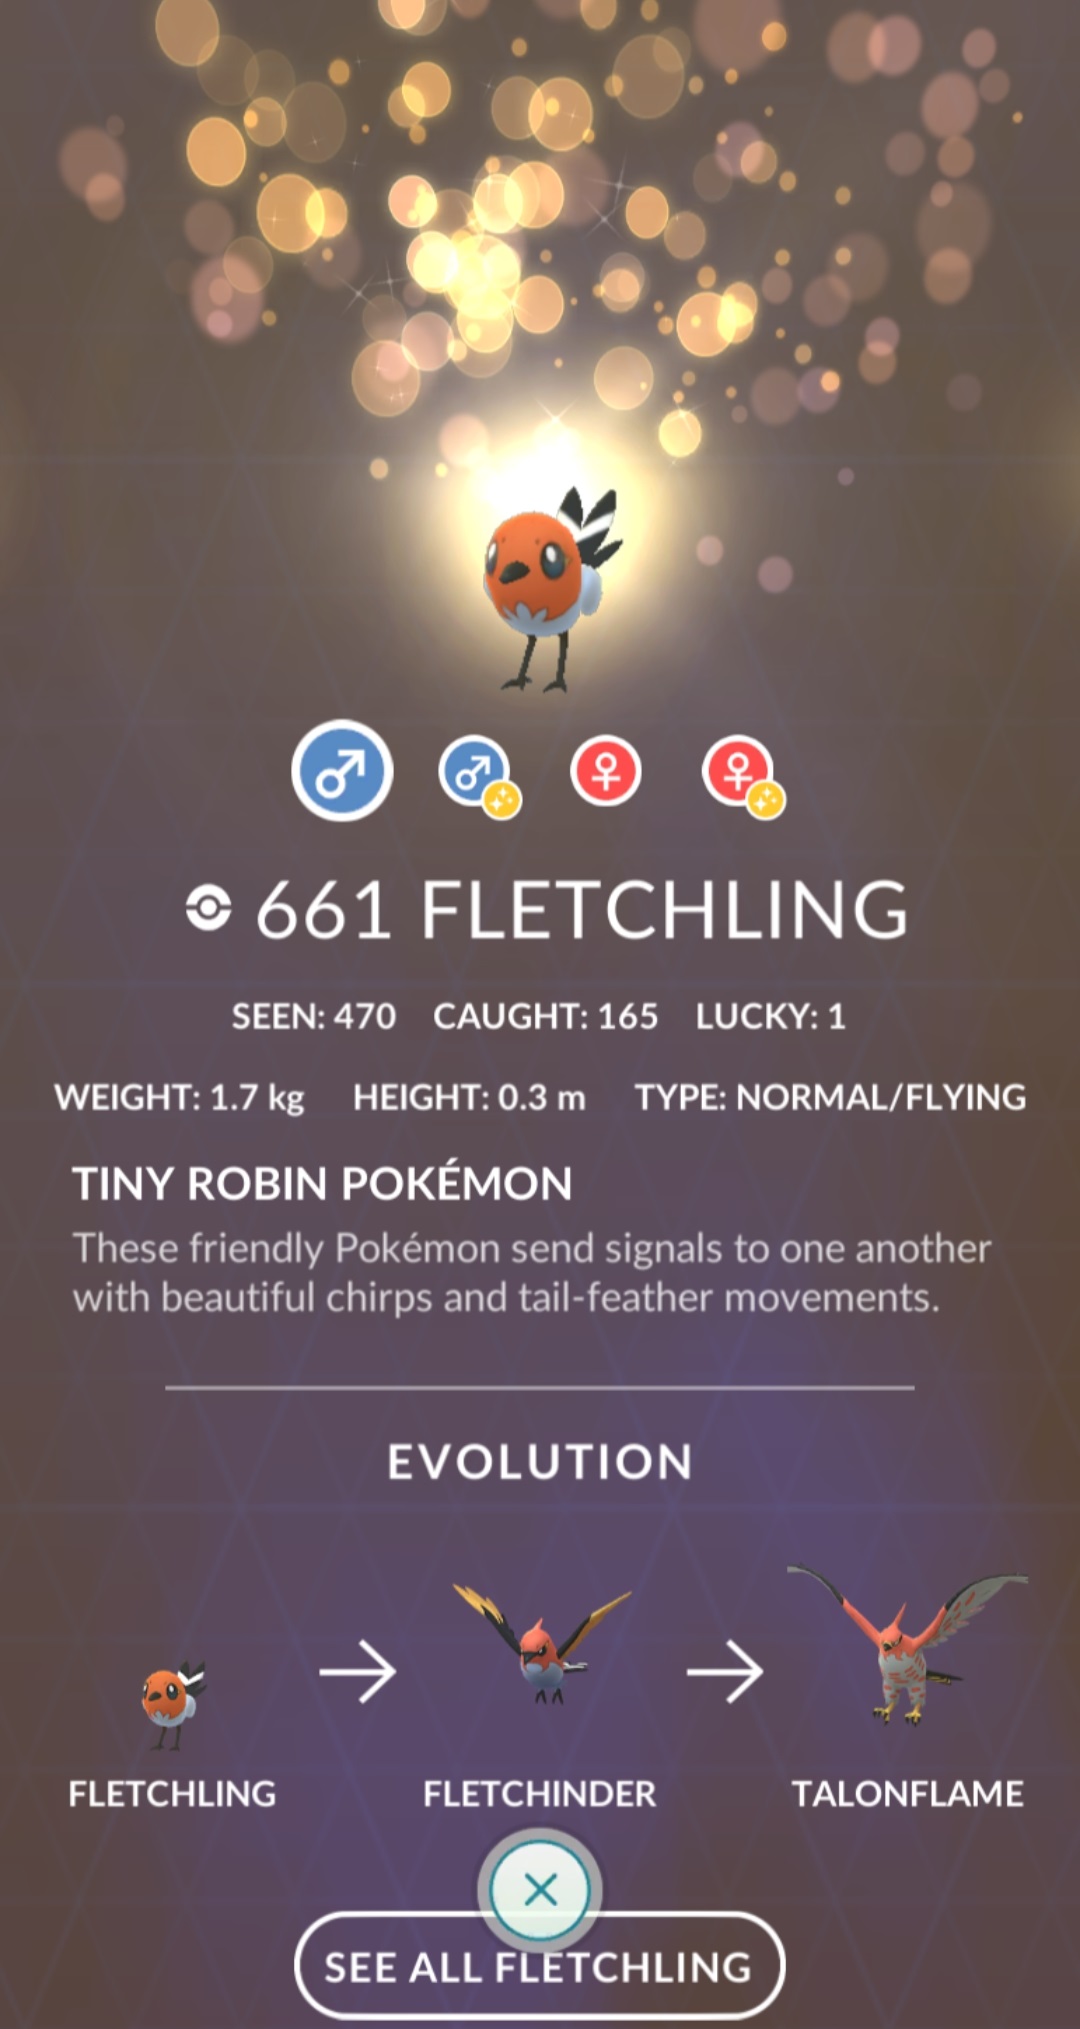 661 FLETCHLING
SEEN: 470 CAUGHT: 165 LUCKY: 1
WEIGHT: 1.7 kg HEIGHT: 0.3 m TYPE: NORMAL/FLYING
TINY ROBIN POKÉMON
These friendly Pokémon send signals to one another
with beautiful chirps and tail-feather movements.
EVOLUTION
FLETCHLING FLETCHINDER TALONFLAME
SEE ALL FLETCHLING